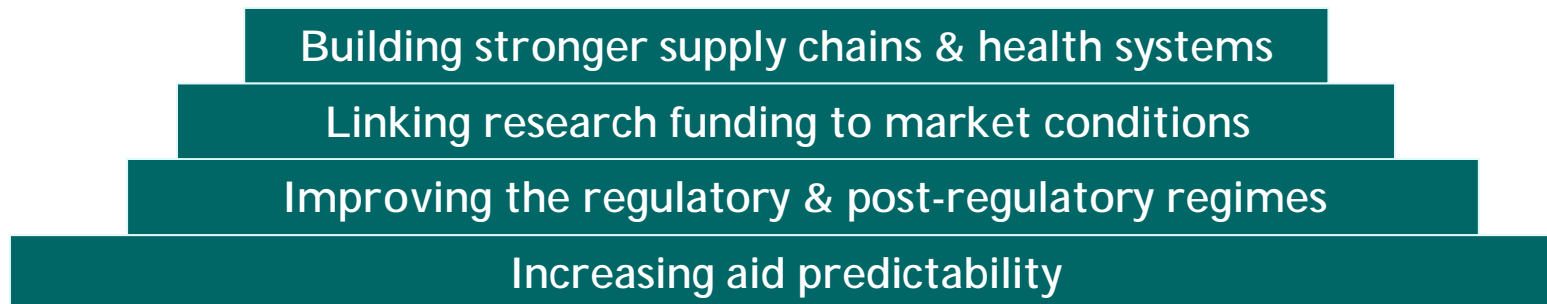 Building stronger supply chains & health systems
Linking research funding to market conditions
Improving the regulatory & post-regulatory regimes
Increasing aid predictability